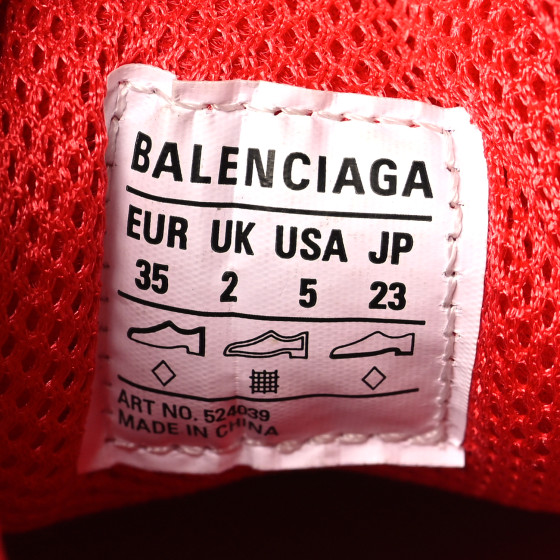 BALENCIAGA
EUR UK USA JP
35 2 5 23
ART NO. 524039
MADE IN CHINA